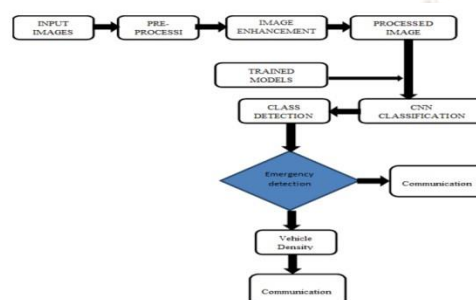 INPUT
IMAGES
PRE-
PROCESSI
IMAGE
ENHANCEMENT
PROCESSED
IMAGE
TRAINED
MODELS
CLASS
DETECTION
CNN
CLASSIFICATION
Emergency
detection
Communication
Vehicle
Density
Communication